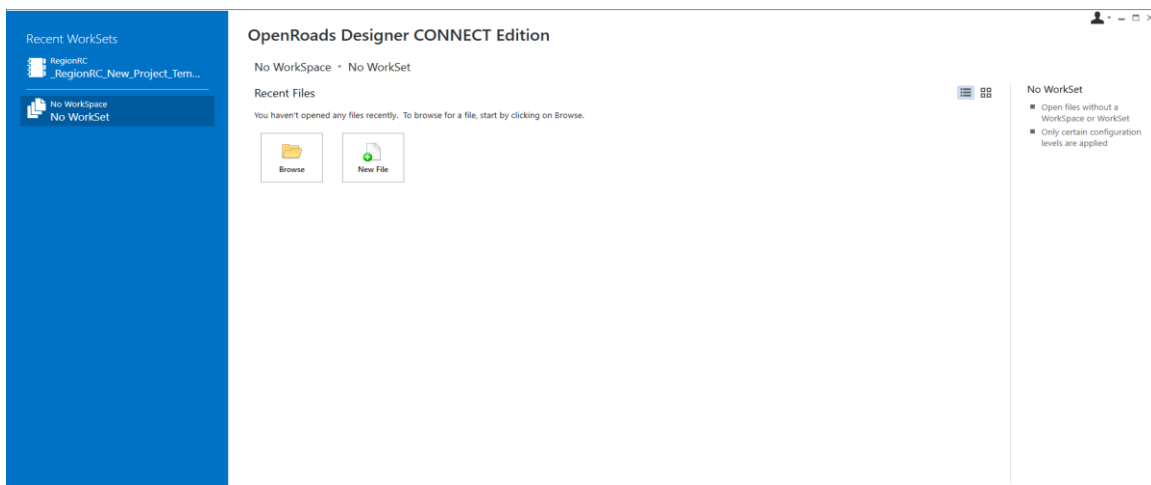 Recent WorkSets
RegionRC
_RegionRC_New_Project_Tem...
No WorkSpace
No WorkSet
OpenRoads Designer CONNECT Edition
No WorkSpace No WorkSet
Recent Files
You haven't opened any files recently. To browse for a file, start by clicking on Browse.
Browse
New File
No WorkSet
Open files without a
WorkSpace or WorkSet
Only certain configuration
levels are applied